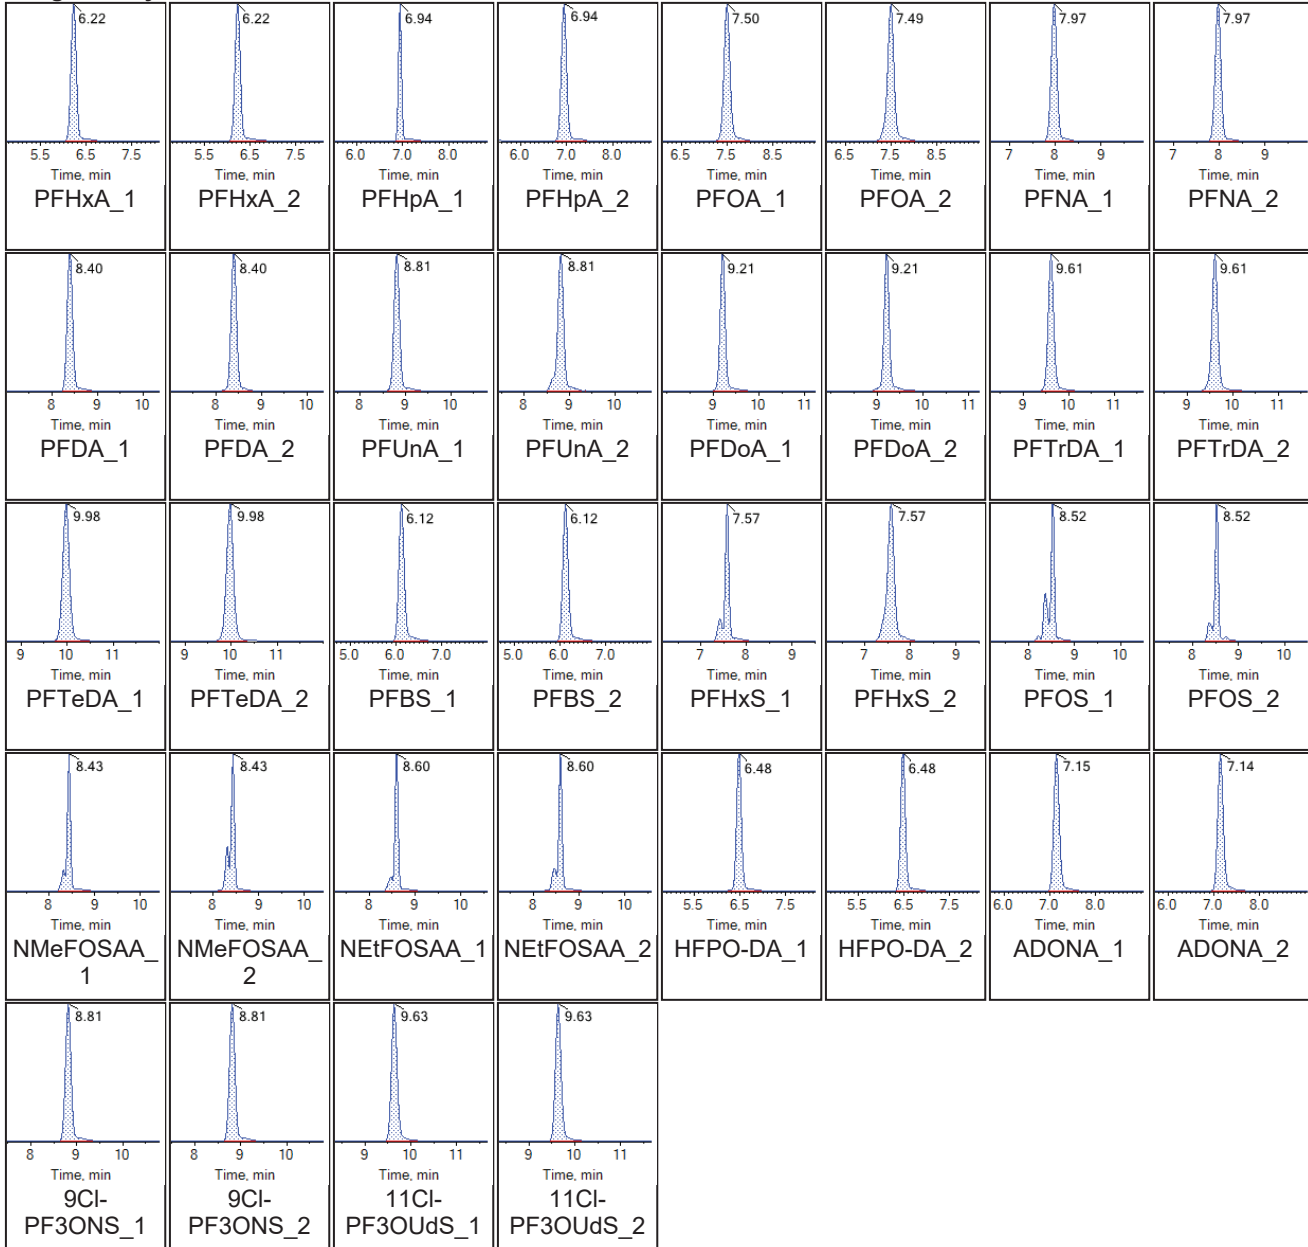 6.22 6.22 6.94 6.94 7.50 7.49 7.97 7.97
5.5 6.5 7.5 5.5 6.5 7.5 6.0 7.0 8.0 6.0 7.0 8.0 6.5 7.5 8.5 6.5 7.5 8.5 7 8 9 7 8 9
Time, min Time, min Time, min Time, min Time, min Time, min Time, min Time, min
PFHxA_1 PFHxA_2 PFHpA_1 PFHpA_2 PFOA_1 PFOA_2 PFNA_1 PFNA_2
8.40 8.40 8.81 8.81 9.21 9.21 9.61 9.61
8 9 10 8 9 10 8 9 10 8 9 10 9 10 11 9 10 11 9 10 11 9 10 11
Time, min Time, min Time, min Time, min Time, min Time, min Time, min Time, min
PFDA_1 PFDA_2 PFUnA_1 PFUnA_2 PFDoA_1 PFDoA_2 PFTrDA_1 PFTrDA_2
9.98 9.98 6.12 6.12 7.57 7.57 8.52 8.52
9 10 11 9 10 11 5.0 6.0 7.0 5.0 6.0 7.0 7 8 9 7 8 9 8 9 10 8 9 10
Time, min Time, min Time, min Time, min Time, min Time, min Time, min Time, min
PFTeDA_1 PFTeDA_2 PFBS_1 PFBS_2 PFHxS_1 PFHxS_2 PFOS_1 PFOS_2
8.43 8.43 8.60 8.60 6.48 6.48 7.15 7.14
8 9 10 8 9 10 8 9 10 8 9 10 5.5 6.5 7.5 5.5 6.5 7.5 6.0 7.0 8.0 6.0 7.0 8.0
Time, min Time, min Time, min Time, min Time, min Time, min Time, min Time, min
NMeFOSAA_ NMeFOSAA_ NEtFOSAA_1 NEtFOSAA_2 HFPO-DA_1 HFPO-DA_2 ADONA_1 ADONA_2
1 2
8.81 8.81 9.63 9.63
8 9 10 8 9 10 9 10 11 9 10 11
Time, min Time, min Time, min Time, min
9Cl- 9Cl- 11Cl- 11Cl-
PF3ONS_1 PF3ONS_2 PF3OUdS_1 PF3OUdS_2